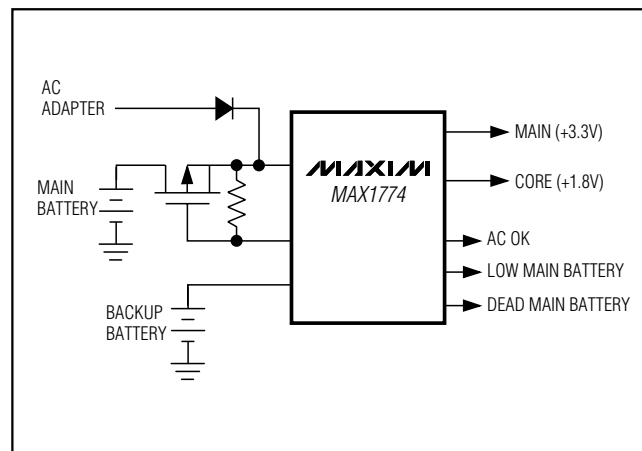 AC
ADAPTER
MAIN
BATTERY
BACKUP
BATTERY
MAXIM
MAX1774
MAIN (+3.3V)
CORE (+1.8V)
AC OK
LOW MAIN BATTERY
DEAD MAIN BATTERY